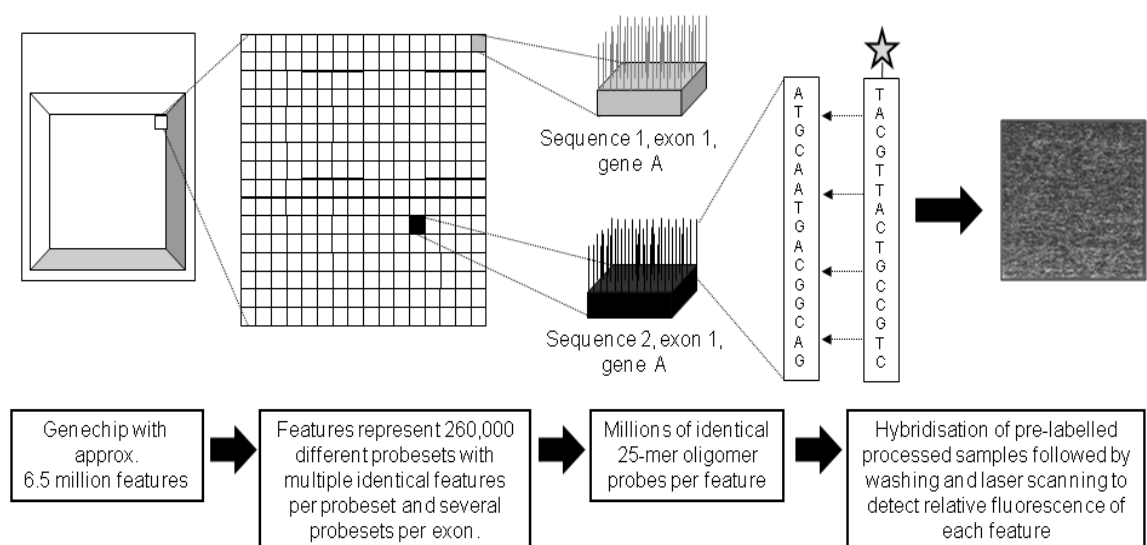 Sequence 1, exon 1,
gene A
Sequence 2, exon 1,
gene A
ATGCAATGACGGCAG
TACGTTACTGCCGTC
Genechip with
approx.
6.5 million features
Features represent 260,000
different probesets with
multiple identical features
per probeset and several
probesets per exon.
Millions of identical
25-mer oligomer
probes per feature
Hybridisation of pre-labelled
processed samples followed by
washing and laser scanning to
detect relative fluorescence of
each feature